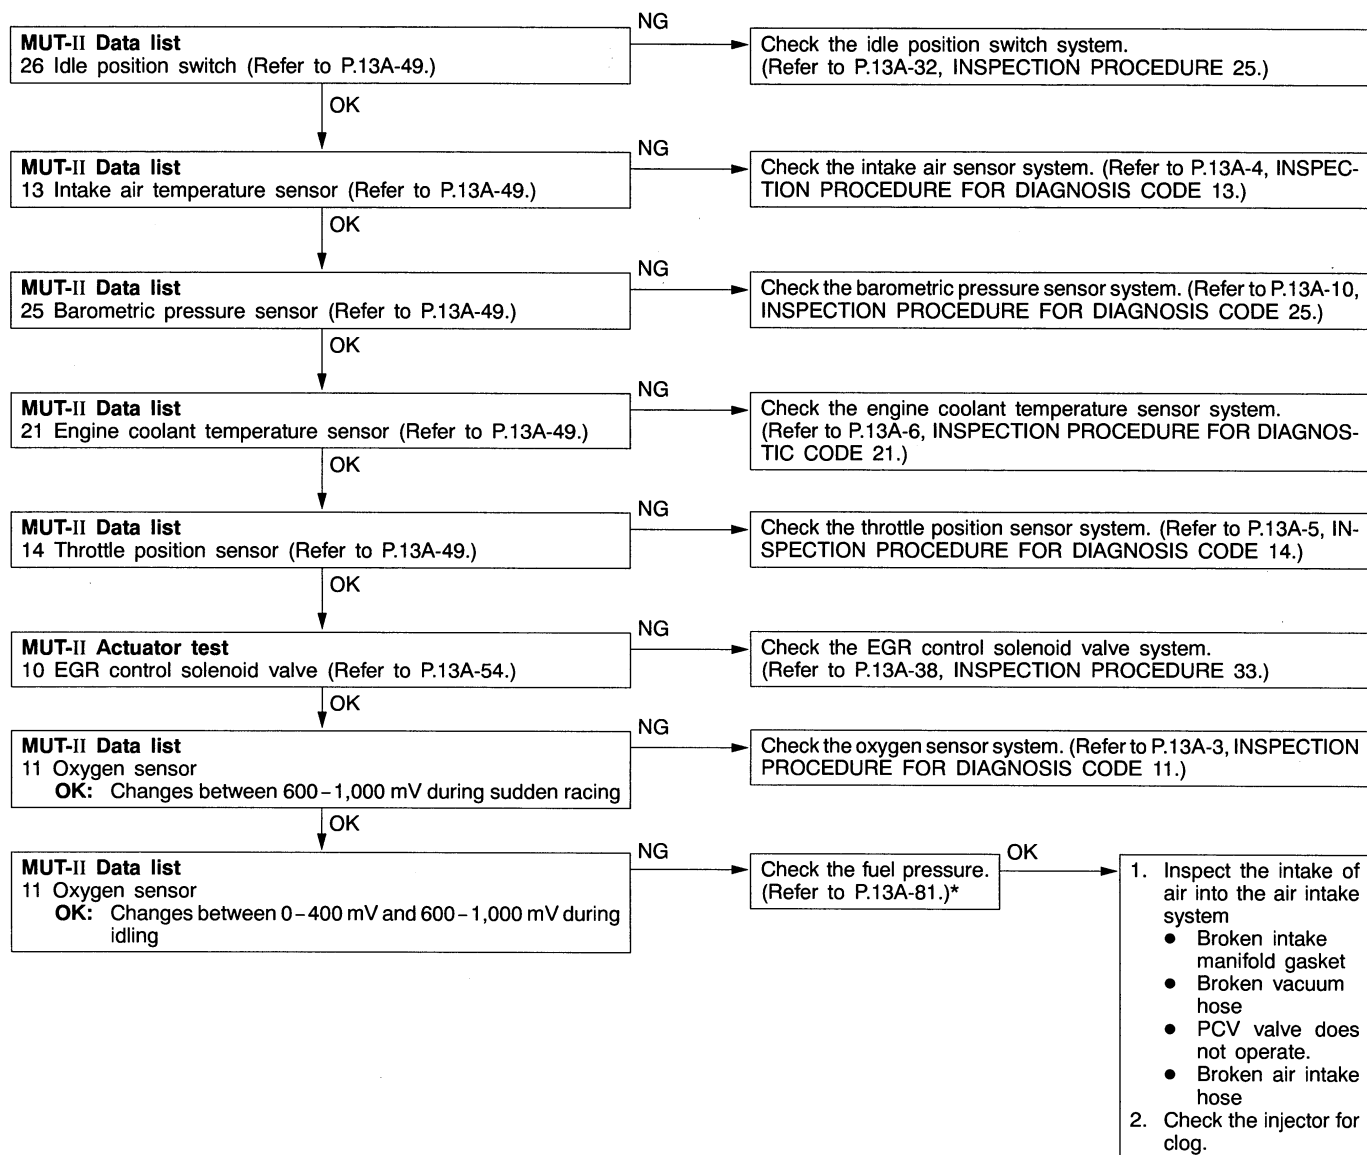 NG
MUT-II Data list
26 Idle position switch (Refer to P.13A-49.)
Check the idle position switch system.
(Refer to P.13A-32, INSPECTION PROCEDURE 25.)
OK
NG
MUT-II Data list
13 Intake air temperature sensor (Refer to P.13A-49.)
Check the intake air sensor system. (Refer to P.13A-4, INSPEC-
TION PROCEDURE FOR DIAGNOSIS CODE 13.)
OK
NG
MUT-II Data list
25 Barometric pressure sensor (Refer to P.13A-49.)
Check the barometric pressure sensor system. (Refer to P.13A-10,
INSPECTION PROCEDURE FOR DIAGNOSIS CODE 25.)
OK
NG
MUT-II Data list
21 Engine coolant temperature sensor (Refer to P.13A-49.)
Check the engine coolant temperature sensor system.
(Refer to P.13A-6, INSPECTION PROCEDURE FOR DIAGNOS-
TIC CODE 21.)
OK
NG
MUT-II Data list
14 Throttle position sensor (Refer to P.13A-49.)
Check the throttle position sensor system. (Refer to P.13A-5, IN-
SPECTION PROCEDURE FOR DIAGNOSIS CODE 14.)
OK
NG
MUT-II Actuator test
10 EGR control solenoid valve (Refer to P.13A-54.)
Check the EGR control solenoid valve system.
(Refer to P.13A-38, INSPECTION PROCEDURE 33.)
OK
NG
MUT-II Data list
11 Oxygen sensor
OK: Changes between 600–1,000 mV during sudden racing
Check the oxygen sensor system. (Refer to P.13A-3, INSPECTION
PROCEDURE FOR DIAGNOSIS CODE 11.)
OK
NG
MUT-II Data list
11 Oxygen sensor
OK: Changes between 0–400 mV and 600–1,000 mV during
idling
Check the fuel pressure.
(Refer to P.13A-81.)*
OK
1. Inspect the intake of
air into the air intake
system
● Broken intake
manifold gasket
● Broken vacuum
hose
● PCV valve does
not operate.
● Broken air intake
hose
2. Check the injector for
clog.